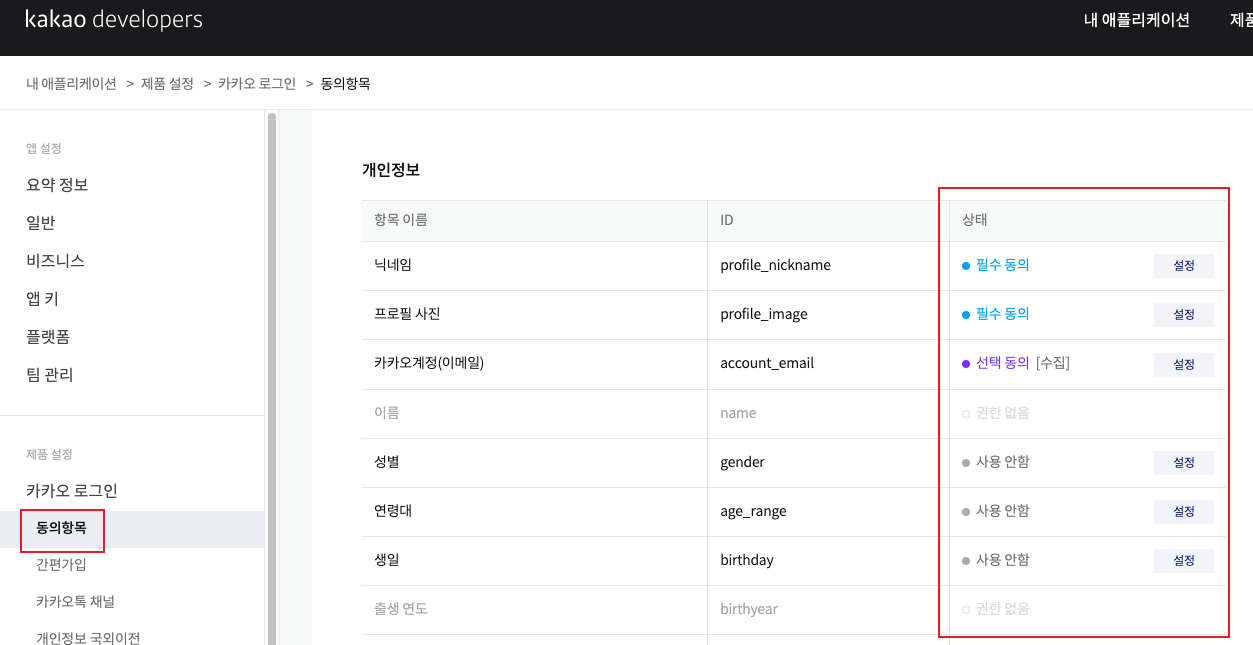 kakao developers
내 애플리케이션 제품
내 애플리케이션 > 제품 설정 > 카카오 로그인 > 동의항목
앱 설정
요약 정보
일반
비즈니스
앱 키
플랫폼
팀 관리
제품 설정
카카오 로그인
동의항목
간편가입
카카오톡 채널
개인정보 국외이전
개인정보
항목 이름 ID 상태
닉네임 profile_nickname 필수 동의 설정
프로필 사진 profile_image 필수 동의 설정
카카오계정(이메일) account_email 선택 동의 [수집] 설정
이름 name 권한 없음
성별 gender 사용 안함 설정
연령대 age_range 사용 안함 설정
생일 birthday 사용 안함 설정
출생 연도 birthyear 권한 없음